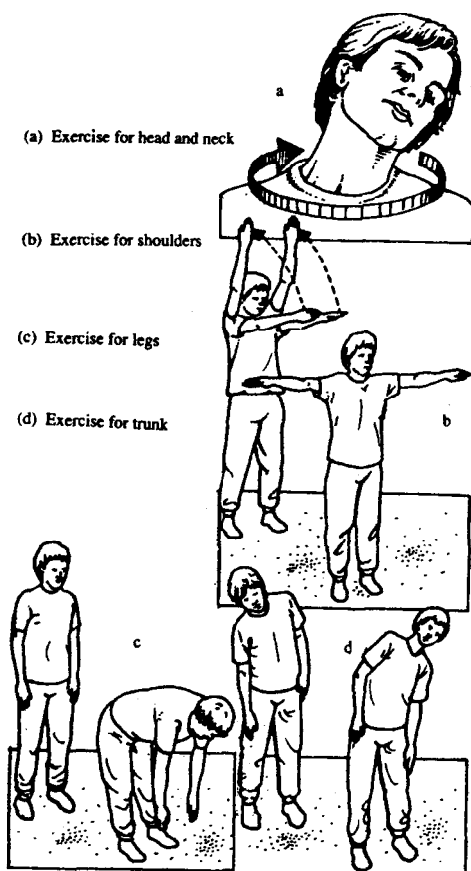 a
(a) Exercise for head and neck
(b) Exercise for shoulders
(c) Exercise for legs
(d) Exercise for trunk
b
c
d